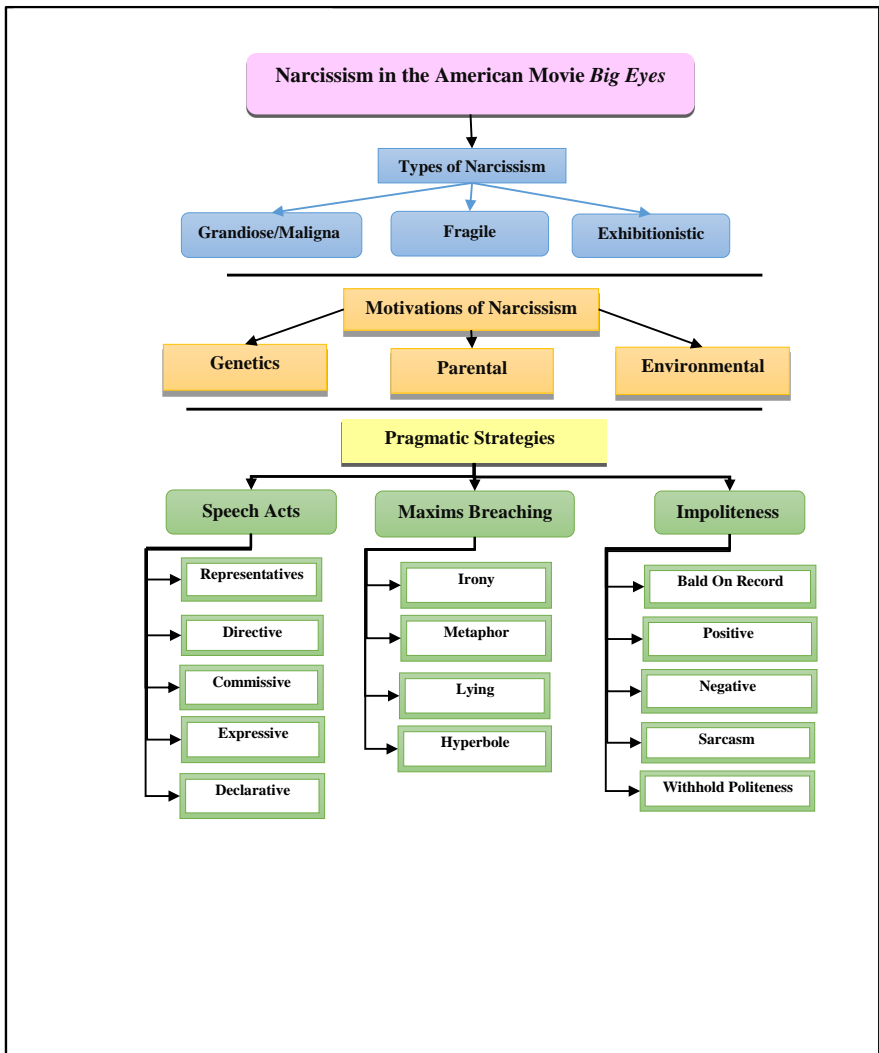 Narcissism in the American Movie Big Eyes
Types of Narcissism
Grandiose/Maligna
Fragile
Exhibitionistic
Motivations of Narcissism
Genetics
Parental
Environmental
Pragmatic Strategies
Speech Acts
Maxims Breaching
Impoliteness
Representatives
Directive
Commissive
Expressive
Declarative
Irony
Metaphor
Lying
Hyperbole
Bald On Record
Positive
Negative
Sarcasm
Withhold Politeness